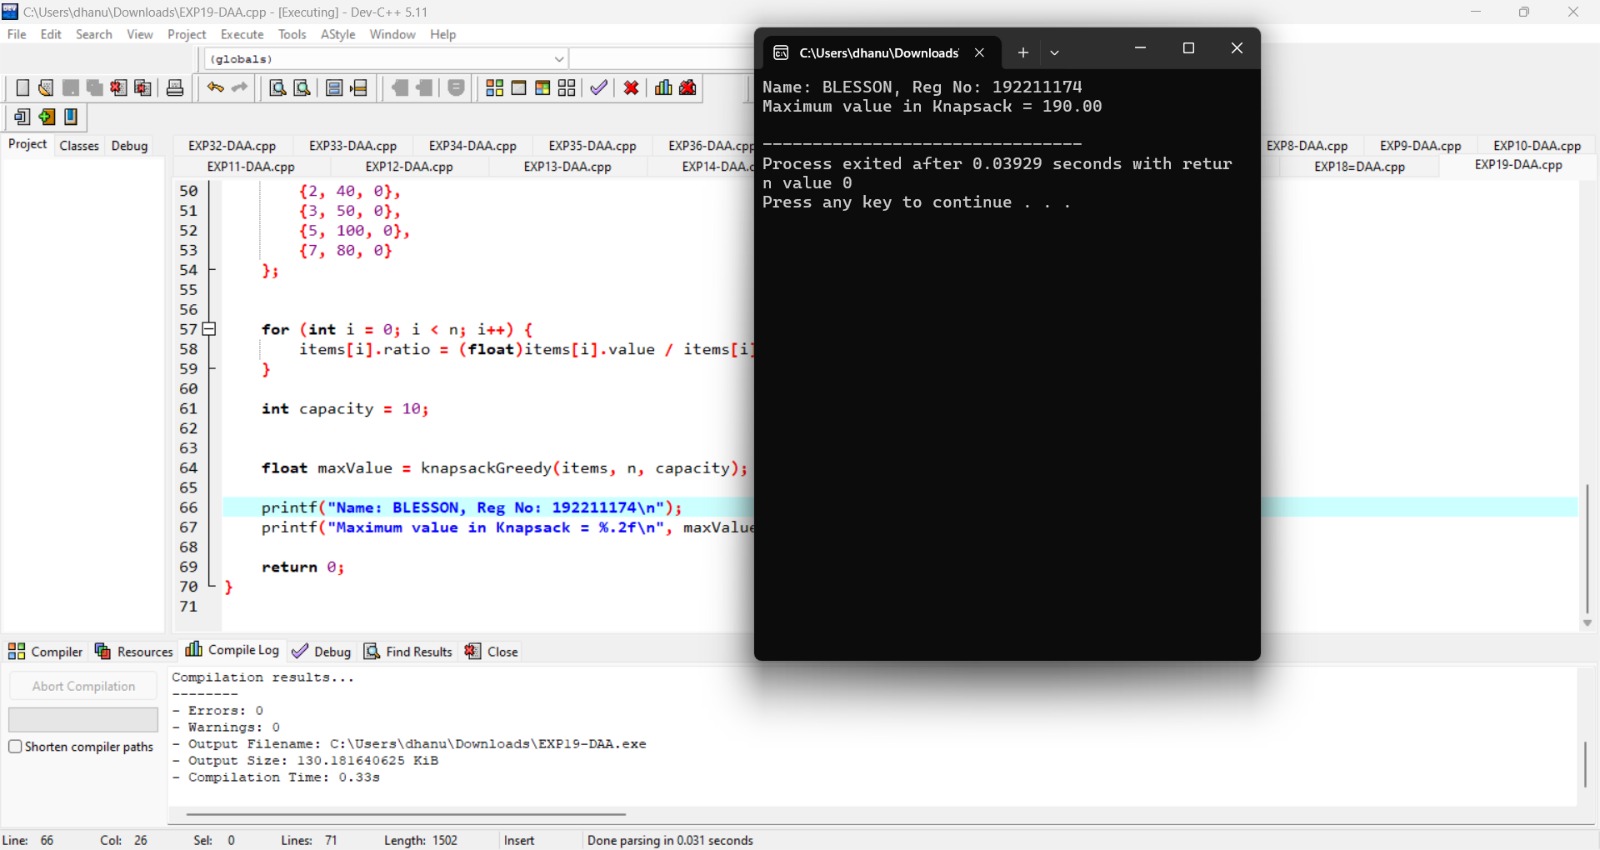 C:\Users\dhanu\Downloads\EXP19-DAA.cpp - [Executing] - Dev-C++ 5.11
File Edit Search View Project Execute Tools AStyle Window Help
(globals)
Project Classes Debug
EXP32-DAA.cpp EXP33-DAA.cpp EXP34-DAA.cpp EXP35-DAA.cpp EXP36-DAA.cpp EXP8-DAA.cpp EXP9-DAA.cpp EXP10-DAA.cpp
EXP11-DAA.cpp EXP12-DAA.cpp EXP13-DAA.cpp EXP14-DAA.c EXP18=DAA.cpp EXP19-DAA.cpp
50 {2, 40, 0},
51 {3, 50, 0},
52 {5, 100, 0},
53 {7, 80, 0}
54 };
55
56
57 for (int i = 0; i < n; i++) {
58 items[i].ratio = (float)items[i].value / items[i]
59 }
60
61 int capacity = 10;
62
63
64 float maxValue = knapsackGreedy(items, n, capacity);
65
66 printf("Name: BLESSON, Reg No: 192211174\n");
67 printf("Maximum value in Knapsack = %.2f\n", maxValue
68
69 return 0;
70 }
71
C:\Users\dhanu\Downloads
Name: BLESSON, Reg No: 192211174
Maximum value in Knapsack = 190.00
--------------------------------
Process exited after 0.03929 seconds with retur
n value 0
Press any key to continue . . .
Compiler Resources Compile Log Debug Find Results Close
Abort Compilation
Shorten compiler paths
Compilation results...
--------
- Errors: 0
- Warnings: 0
- Output Filename: C:\Users\dhanu\Downloads\EXP19-DAA.exe
- Output Size: 130.181640625 KiB
- Compilation Time: 0.33s
Line: 66 Col: 26 Sel: 0 Lines: 71 Length: 1502 Insert Done parsing in 0.031 seconds